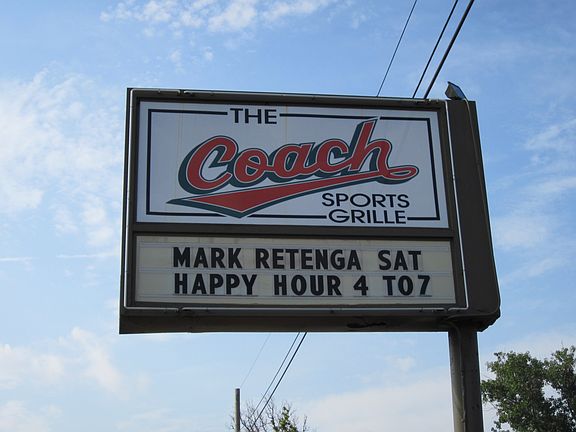 THE
Coach
SPORTS
GRILLE
MARK RETENGA SAT
HAPPY HOUR 4 TO7